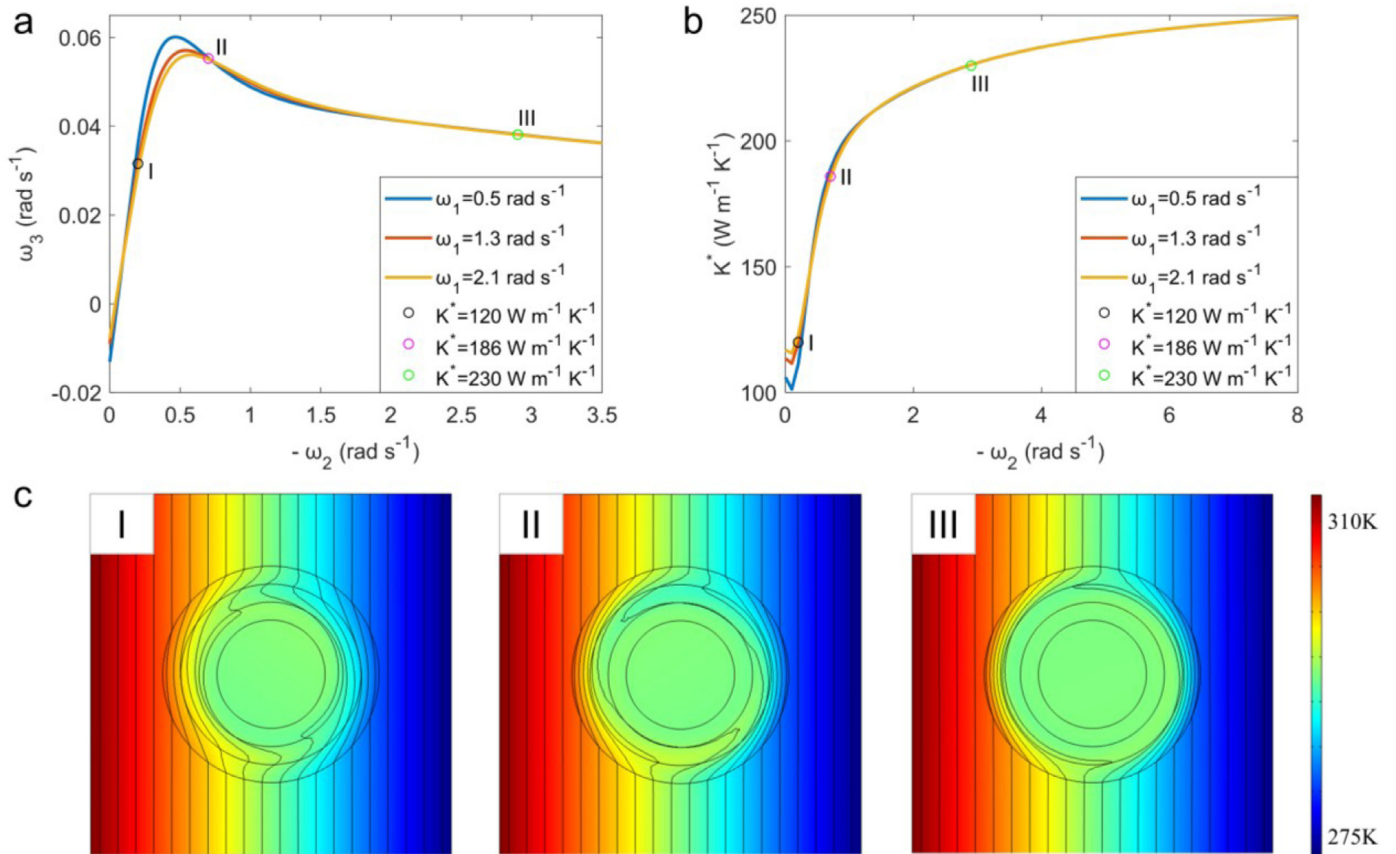 a
0.06
0.04
0.02
0
-0.02
ω3 (rad s-1)
I
II
III
ω1=0.5 rad s-1
ω1=1.3 rad s-1
ω1=2.1 rad s-1
K*=120 W m-1 K-1
K*=186 W m-1 K-1
K*=230 W m-1 K-1
0 0.5 1 1.5 2 2.5 3 3.5
- ω2 (rad s-1)
b
250
200
150
100
K* (W m-1 K-1)
I
II
III
ω1=0.5 rad s-1
ω1=1.3 rad s-1
ω1=2.1 rad s-1
K*=120 W m-1 K-1
K*=186 W m-1 K-1
K*=230 W m-1 K-1
0 2 4 6 8
- ω2 (rad s-1)
c
I
II
III
310K
275K